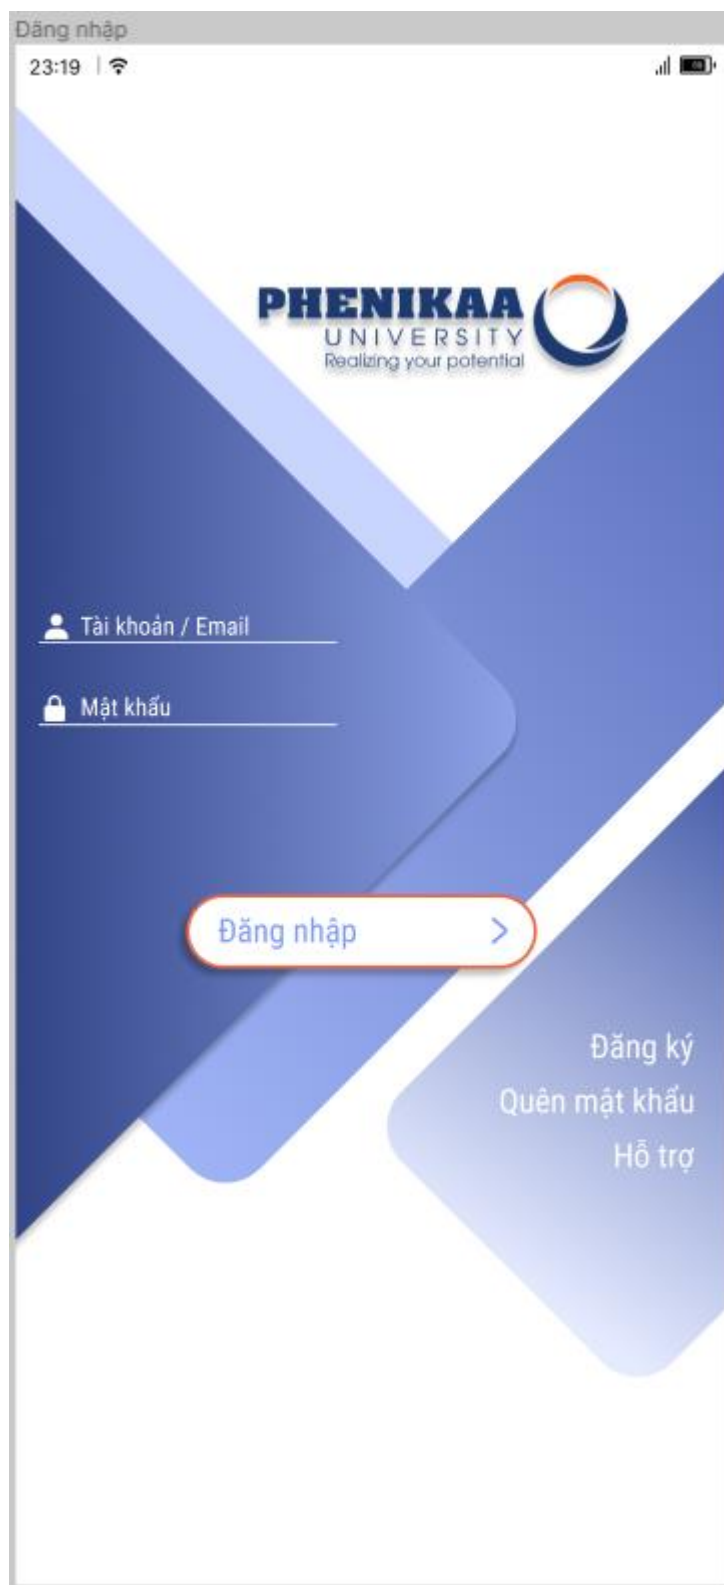 Đăng nhập
23:19
PHENIKAA
UNIVERSITY
Realizing your potential
Tài khoản / Email
Mật khẩu
Đăng nhập
Đăng ký
Quên mật khẩu
Hỗ trợ